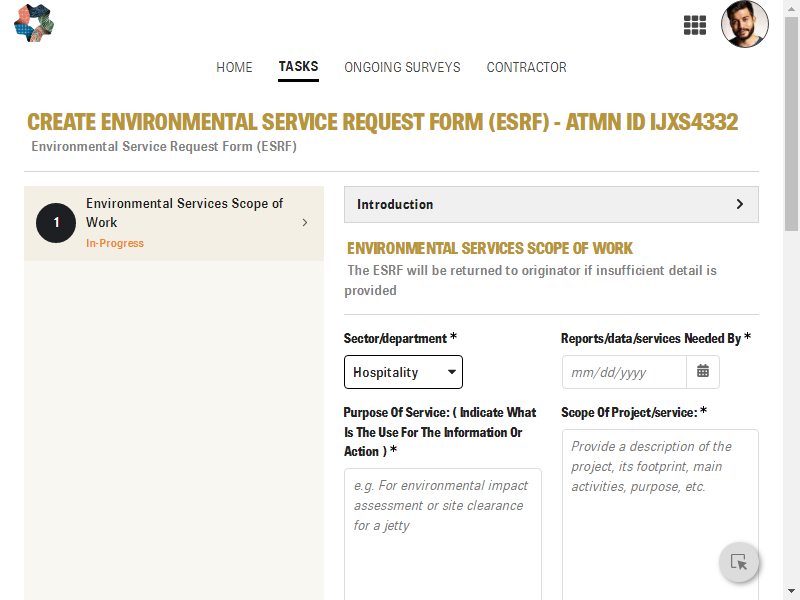 HOME TASKS ONGOING SURVEYS CONTRACTOR
CREATE ENVIRONMENTAL SERVICE REQUEST FORM (ESRF) - ATMN ID IJXS4332
Environmental Service Request Form (ESRF)
1
Environmental Services Scope of
Work
In-Progress
Introduction
ENVIRONMENTAL SERVICES SCOPE OF WORK
The ESRF will be returned to originator if insufficient detail is
provided
Sector/department *
Hospitality
Reports/data/services Needed By *
mm/dd/yyyy
Purpose Of Service: ( Indicate What
Is The Use For The Information Or
Action ) *
e.g. For environmental impact
assessment or site clearance
for a jetty
Scope Of Project/service: *
Provide a description of the
project, its footprint, main
activities, purpose, etc.